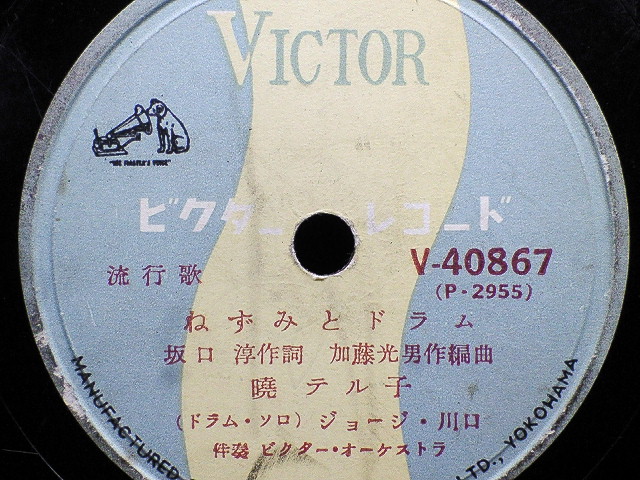 VICTOR
"HIS MASTER'S VOICE"
ビクター レコード
流行歌
V-40867
(P・2955)
ねずみとドラム
坂口 淳作詞 加藤光男作編曲
暁テル子
(ドラム・ソロ) ジョージ・川口
伴奏 ビクター・オーケストラ
MANUFACTURED
LTD., YOKOHAMA